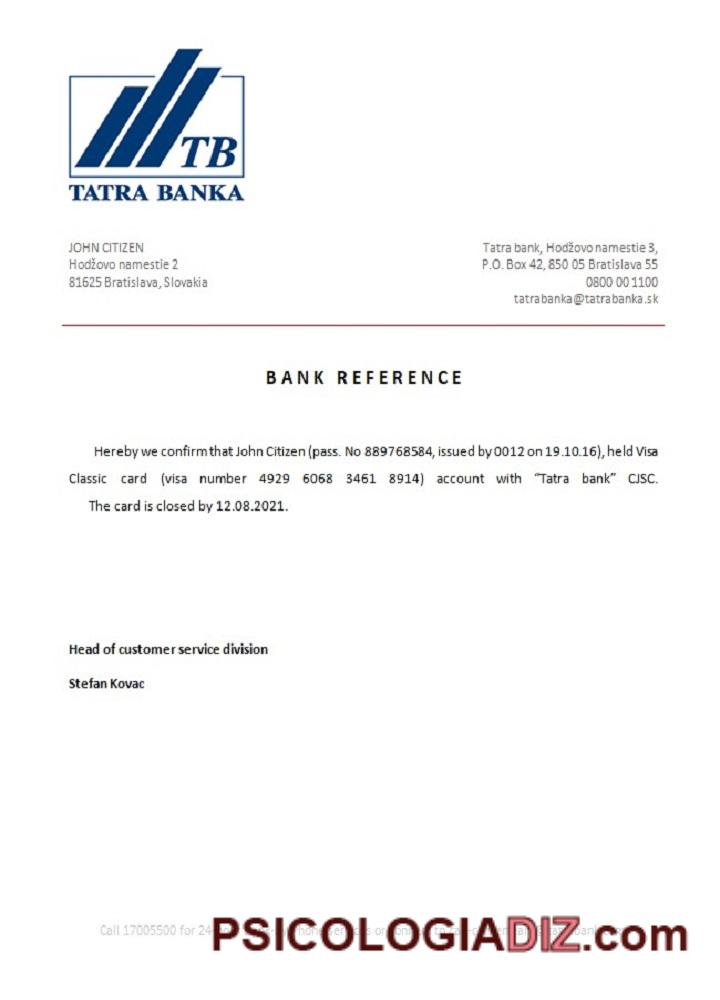 TB
TATRA BANKA
JOHN CITIZEN
Hodžovo namestie 2
81625 Bratislava, Slovakia
Tatra bank, Hodžovo namestie 3,
P.O. Box 42, 850 05 Bratislava 55
0800 00 1100
tatrabanka@tatrabanka.sk
BANK REFERENCE
Hereby we confirm that John Citizen (pass. No 889768584, issued by 0012 on 19.10.16), held Visa
Classic card (visa number 4929 6068 3461 8914) account with “Tatra bank” CJSC.
The card is closed by 12.08.2021.
Head of customer service division
Stefan Kovac
Call 17005500 for 24
PSICOLOGIADIZ.com